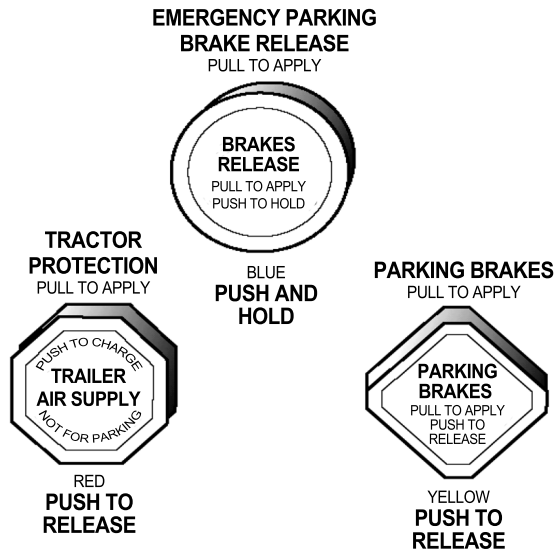 EMERGENCY PARKING
BRAKE RELEASE
PULL TO APPLY
BRAKES
RELEASE
PULL TO APPLY
PUSH TO HOLD
BLUE
PUSH AND
HOLD
TRACTOR
PROTECTION
PULL TO APPLY
PUSH TO CHARGE
TRAILER
AIR SUPPLY
NOT FOR PARKING
RED
PUSH TO
RELEASE
PARKING BRAKES
PULL TO APPLY
PARKING
BRAKES
PULL TO APPLY
PUSH TO
RELEASE
YELLOW
PUSH TO
RELEASE